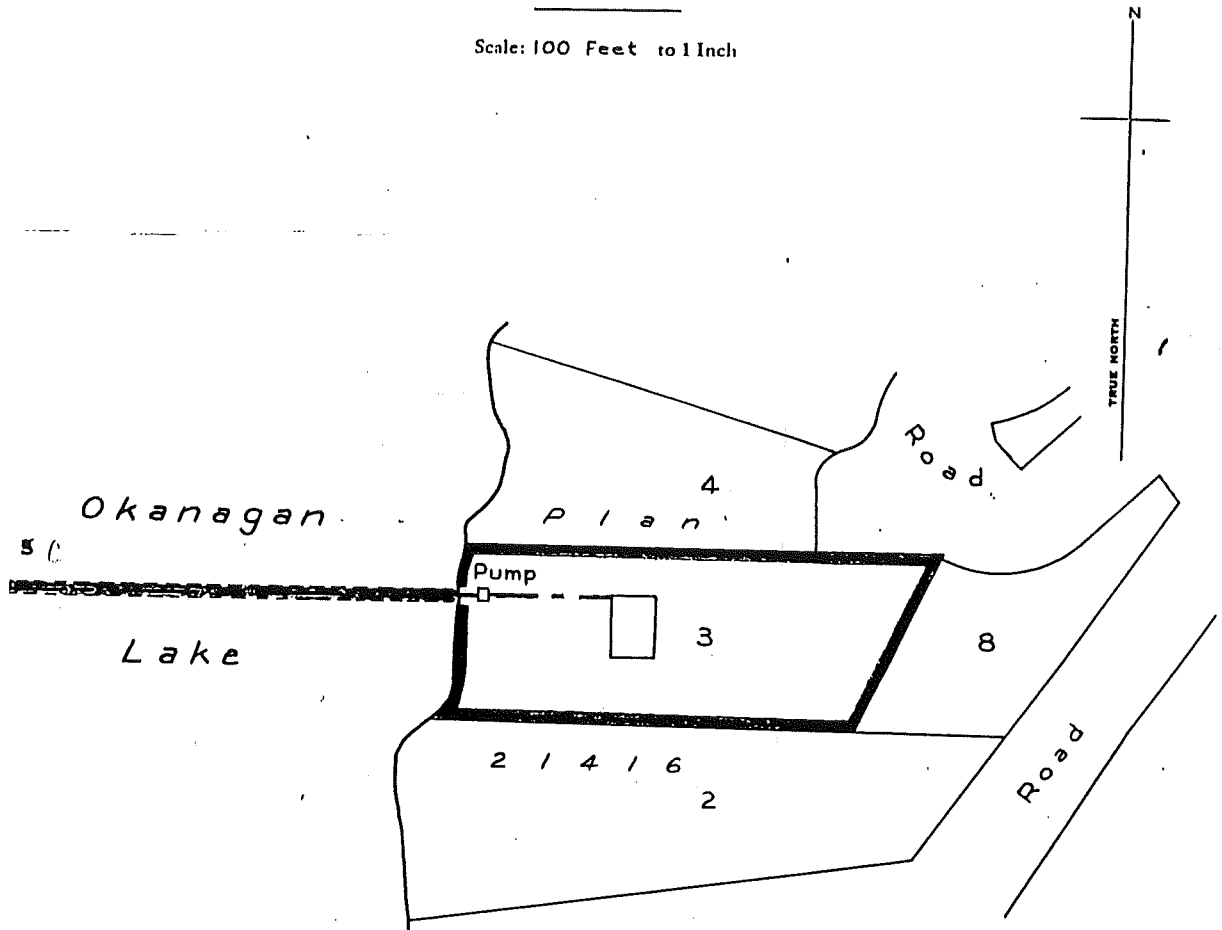 Scale: 100 Feet to 1 Inch
N
TRUE NORTH
Road
4
Okanagan
Plan
Pump
Lake
3
8
2 1 4 1 6
2
Road